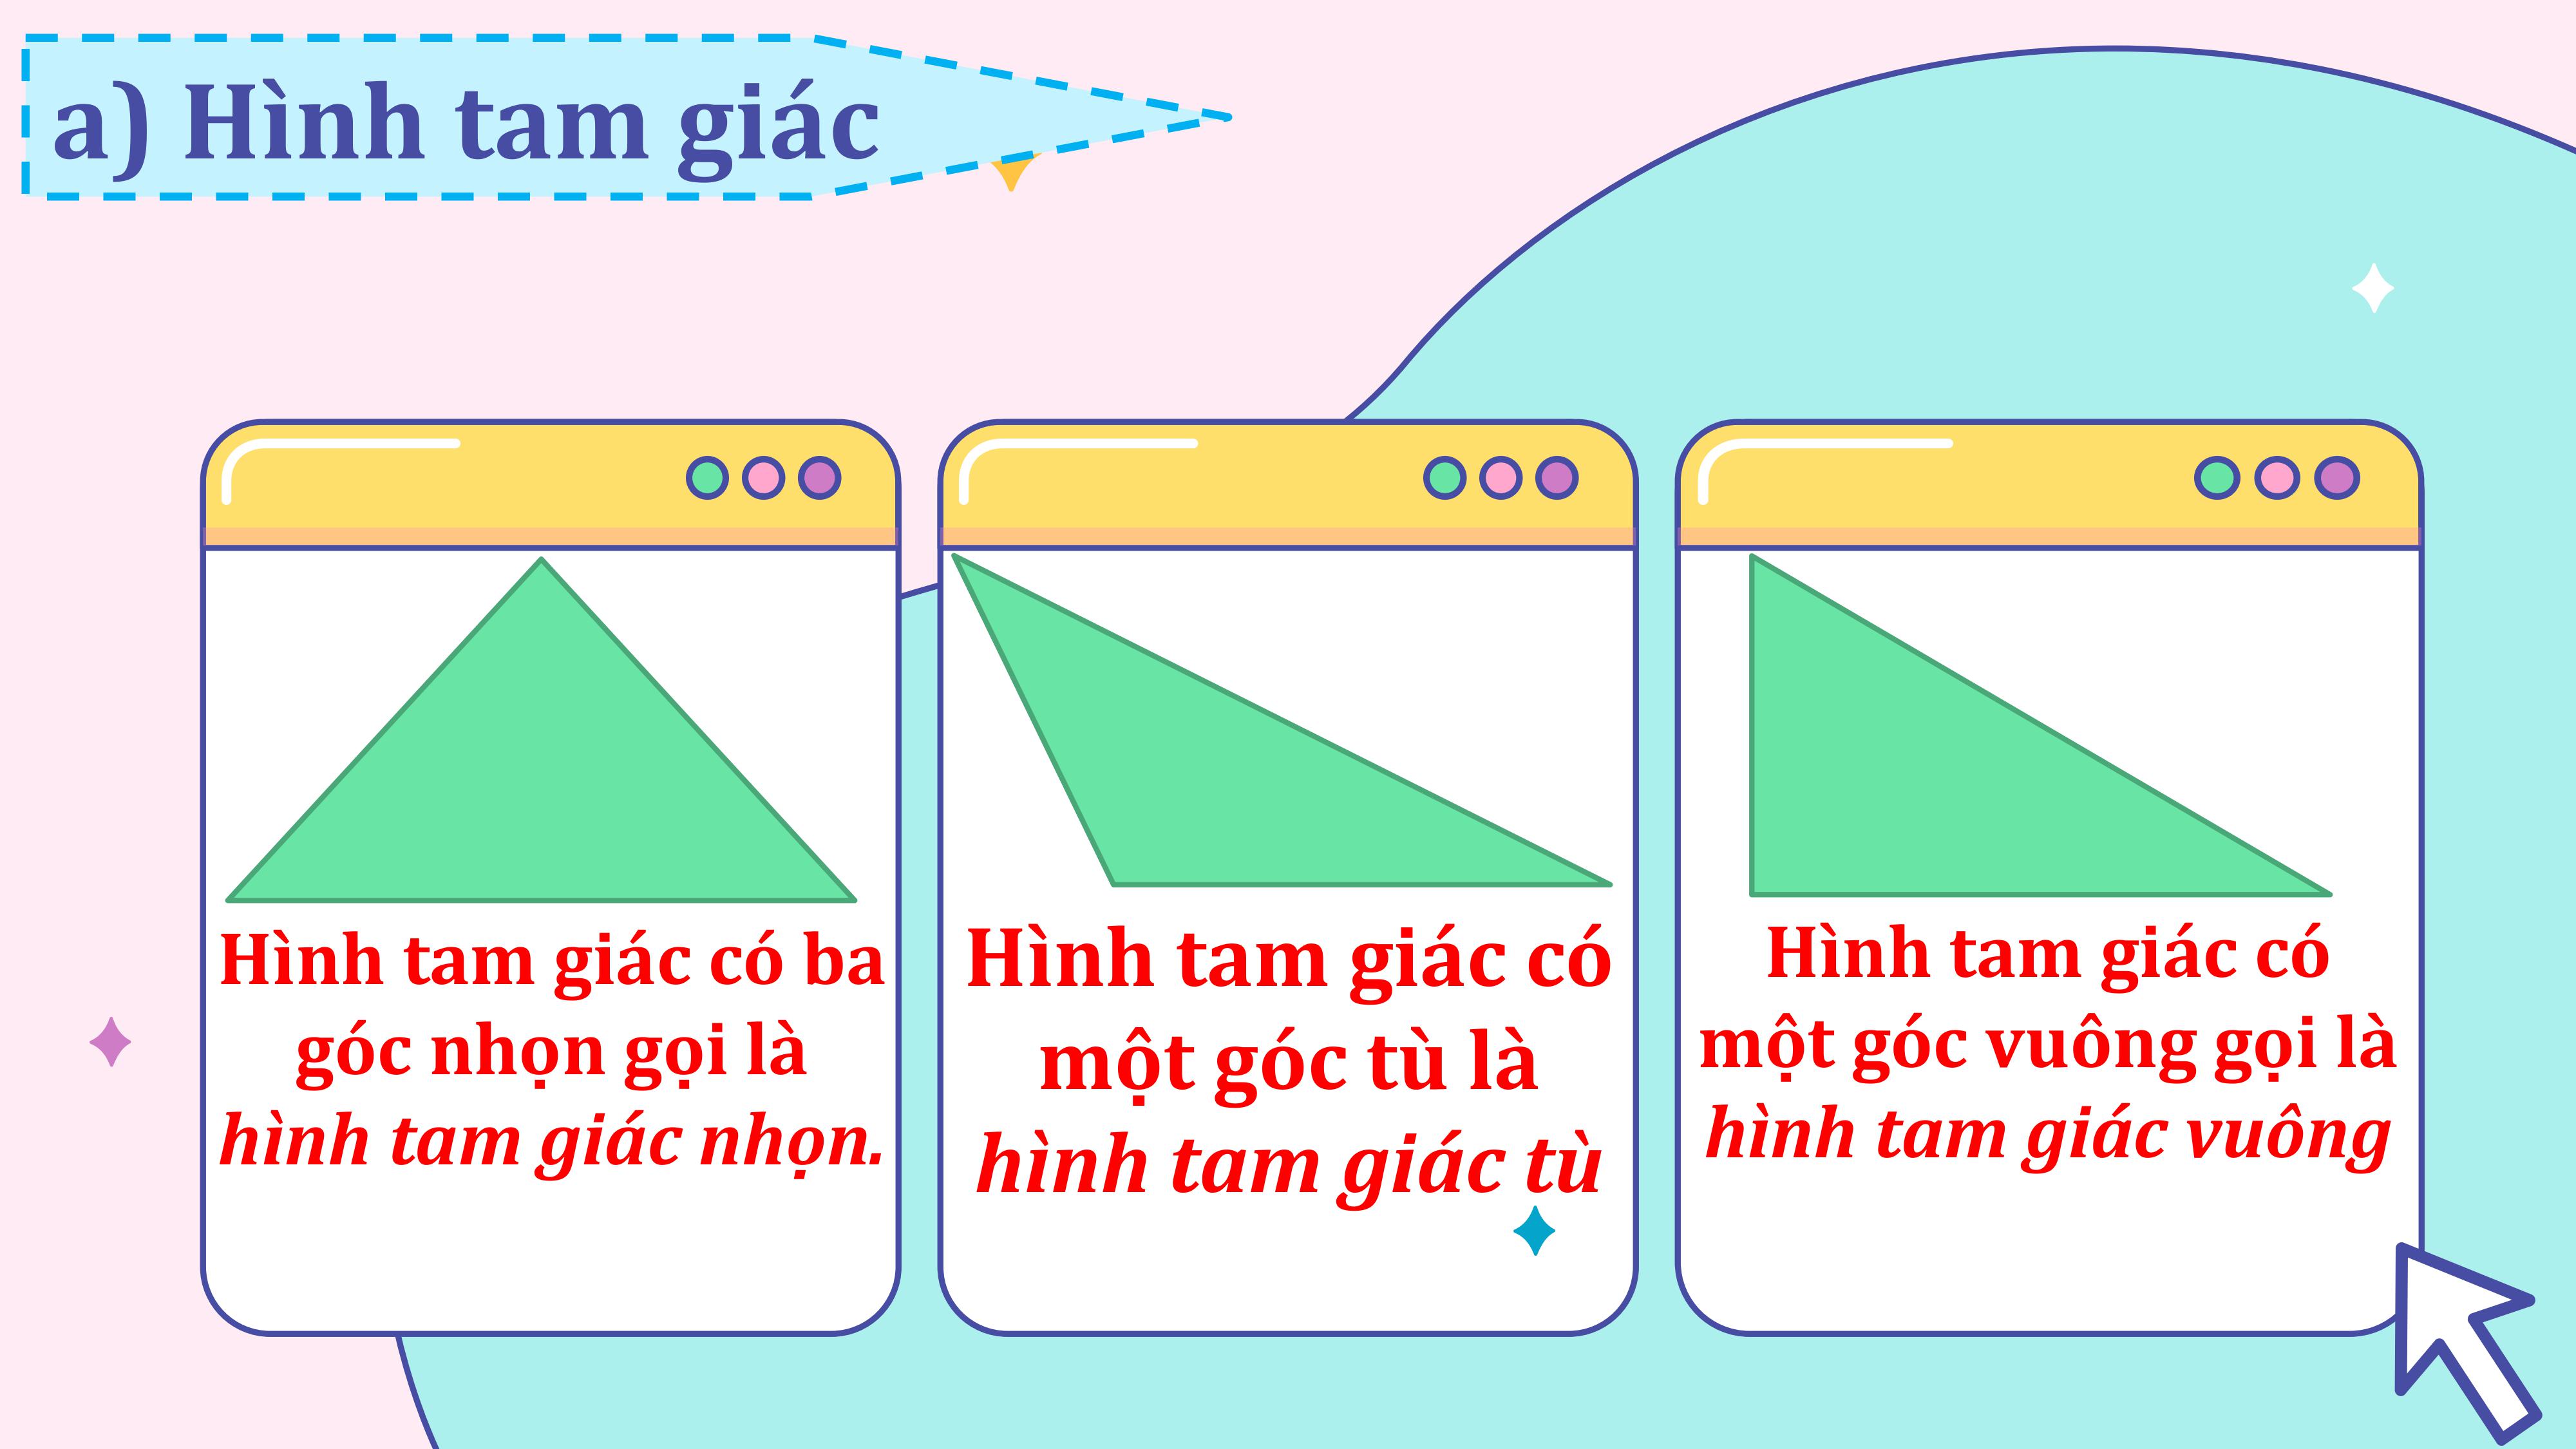 a) Hình tam giác
Hình tam giác có ba
góc nhọn gọi là
hình tam giác nhọn.
Hình tam giác có
một góc tù là
hình tam giác tù
Hình tam giác có
một góc vuông gọi là
hình tam giác vuông